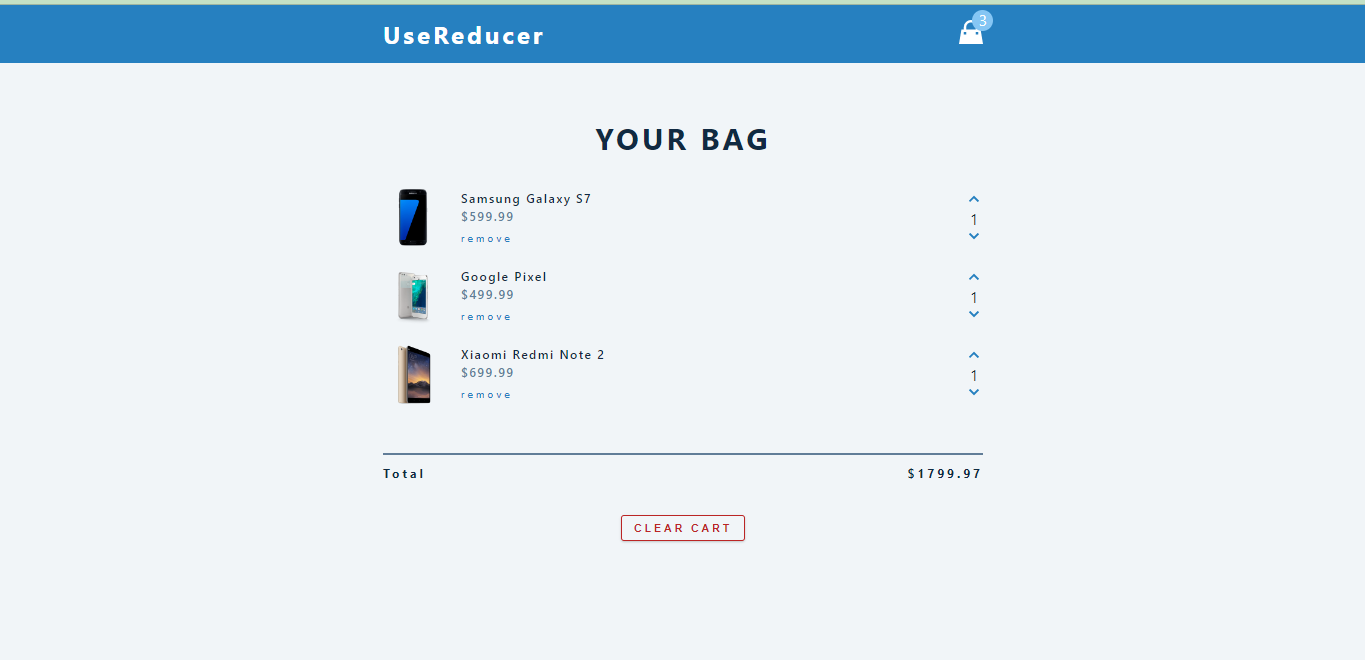 UseReducer
3
YOUR BAG
Samsung Galaxy S7
$599.99
remove
1
Google Pixel
$499.99
remove
1
Xiaomi Redmi Note 2
$699.99
remove
1
Total $1799.97
CLEAR CART